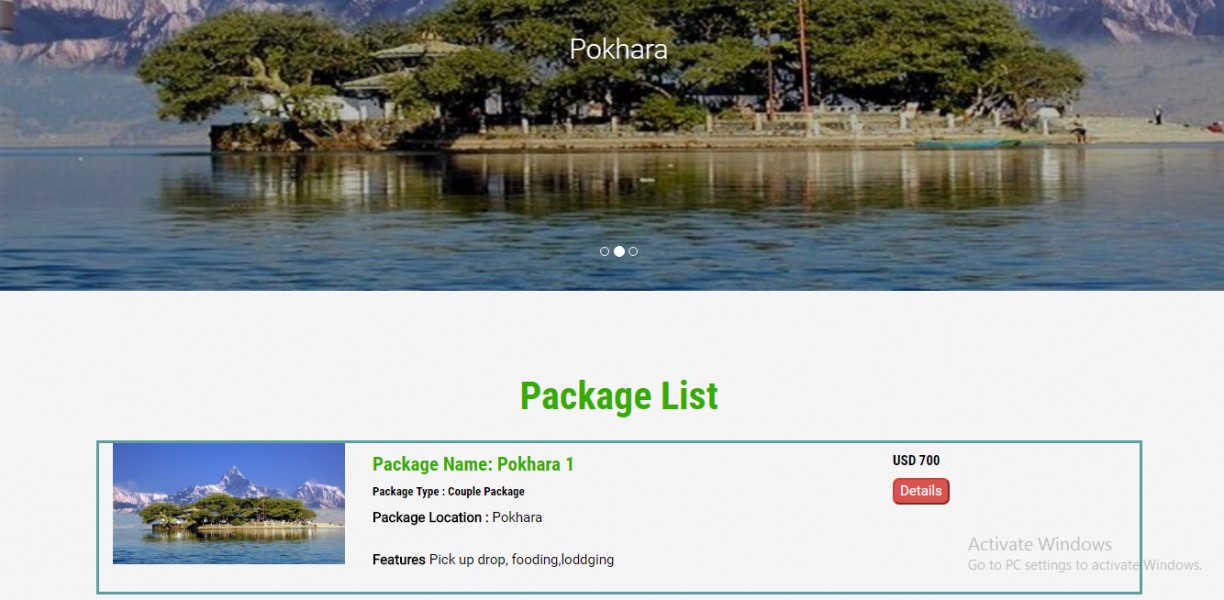 Pokhara
Package List
Package Name: Pokhara 1
USD 700
Package Type : Couple Package
Details
Package Location : Pokhara
Features Pick up drop, fooding,loddging
Activate Windows
Go to PC settings to activate Windows.